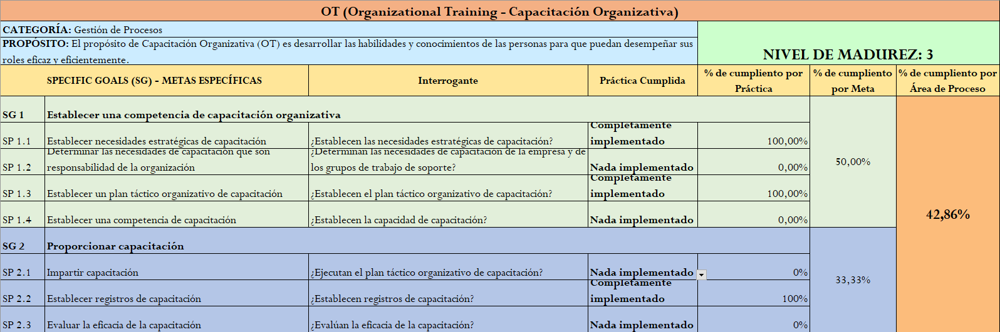 OT (Organizational Training - Capacitación Organizativa)
CATEGORÍA: Gestión de Procesos
PROPÓSITO: El propósito de Capacitación Organizativa (OT) es desarrollar las habilidades y conocimientos de las personas para que puedan desempeñar sus
roles eficaz y eficientemente.
NIVEL DE MADUREZ: 3
SPECIFIC GOALS (SG) - METAS ESPECÍFICAS
Interrogante
Práctica Cumplida
% de cumpliento por
Práctica
% de cumpliento
por Meta
% de cumpliento por
Área de Proceso
SG 1 Establecer una competencia de capacitación organizativa
SP 1.1 Establecer necesidades estratégicas de capacitación
¿Establecen las necesidades estratégicas de capacitación?
Completamente
implementado
100,00%
SP 1.2
Determinar las necesidades de capacitación que son
responsabilidad de la organización
¿Determinan las necesidades de capacitación de la empresa y de
los grupos de trabajo de soporte?
Nada implementado
0,00%
50,00%
SP 1.3 Establecer un plan táctico organizativo de capacitación
¿Establecen el plan táctico organizativo de capacitación?
Completamente
implementado
100,00%
SP 1.4 Establecer una competencia de capacitación
¿Establecen la capacidad de capacitación?
Nada implementado
0,00%
42,86%
SG 2 Proporcionar capacitación
SP 2.1 Impartir capacitación
¿Ejecutan el plan táctico organizativo de capacitación?
Nada implementado
0%
33,33%
SP 2.2 Establecer registros de capacitación
¿Establecen registros de capacitación?
Completamente
implementado
100%
SP 2.3 Evaluar la eficacia de la capacitación
¿Evalúan la eficacia de la capacitación?
Nada implementado
0%